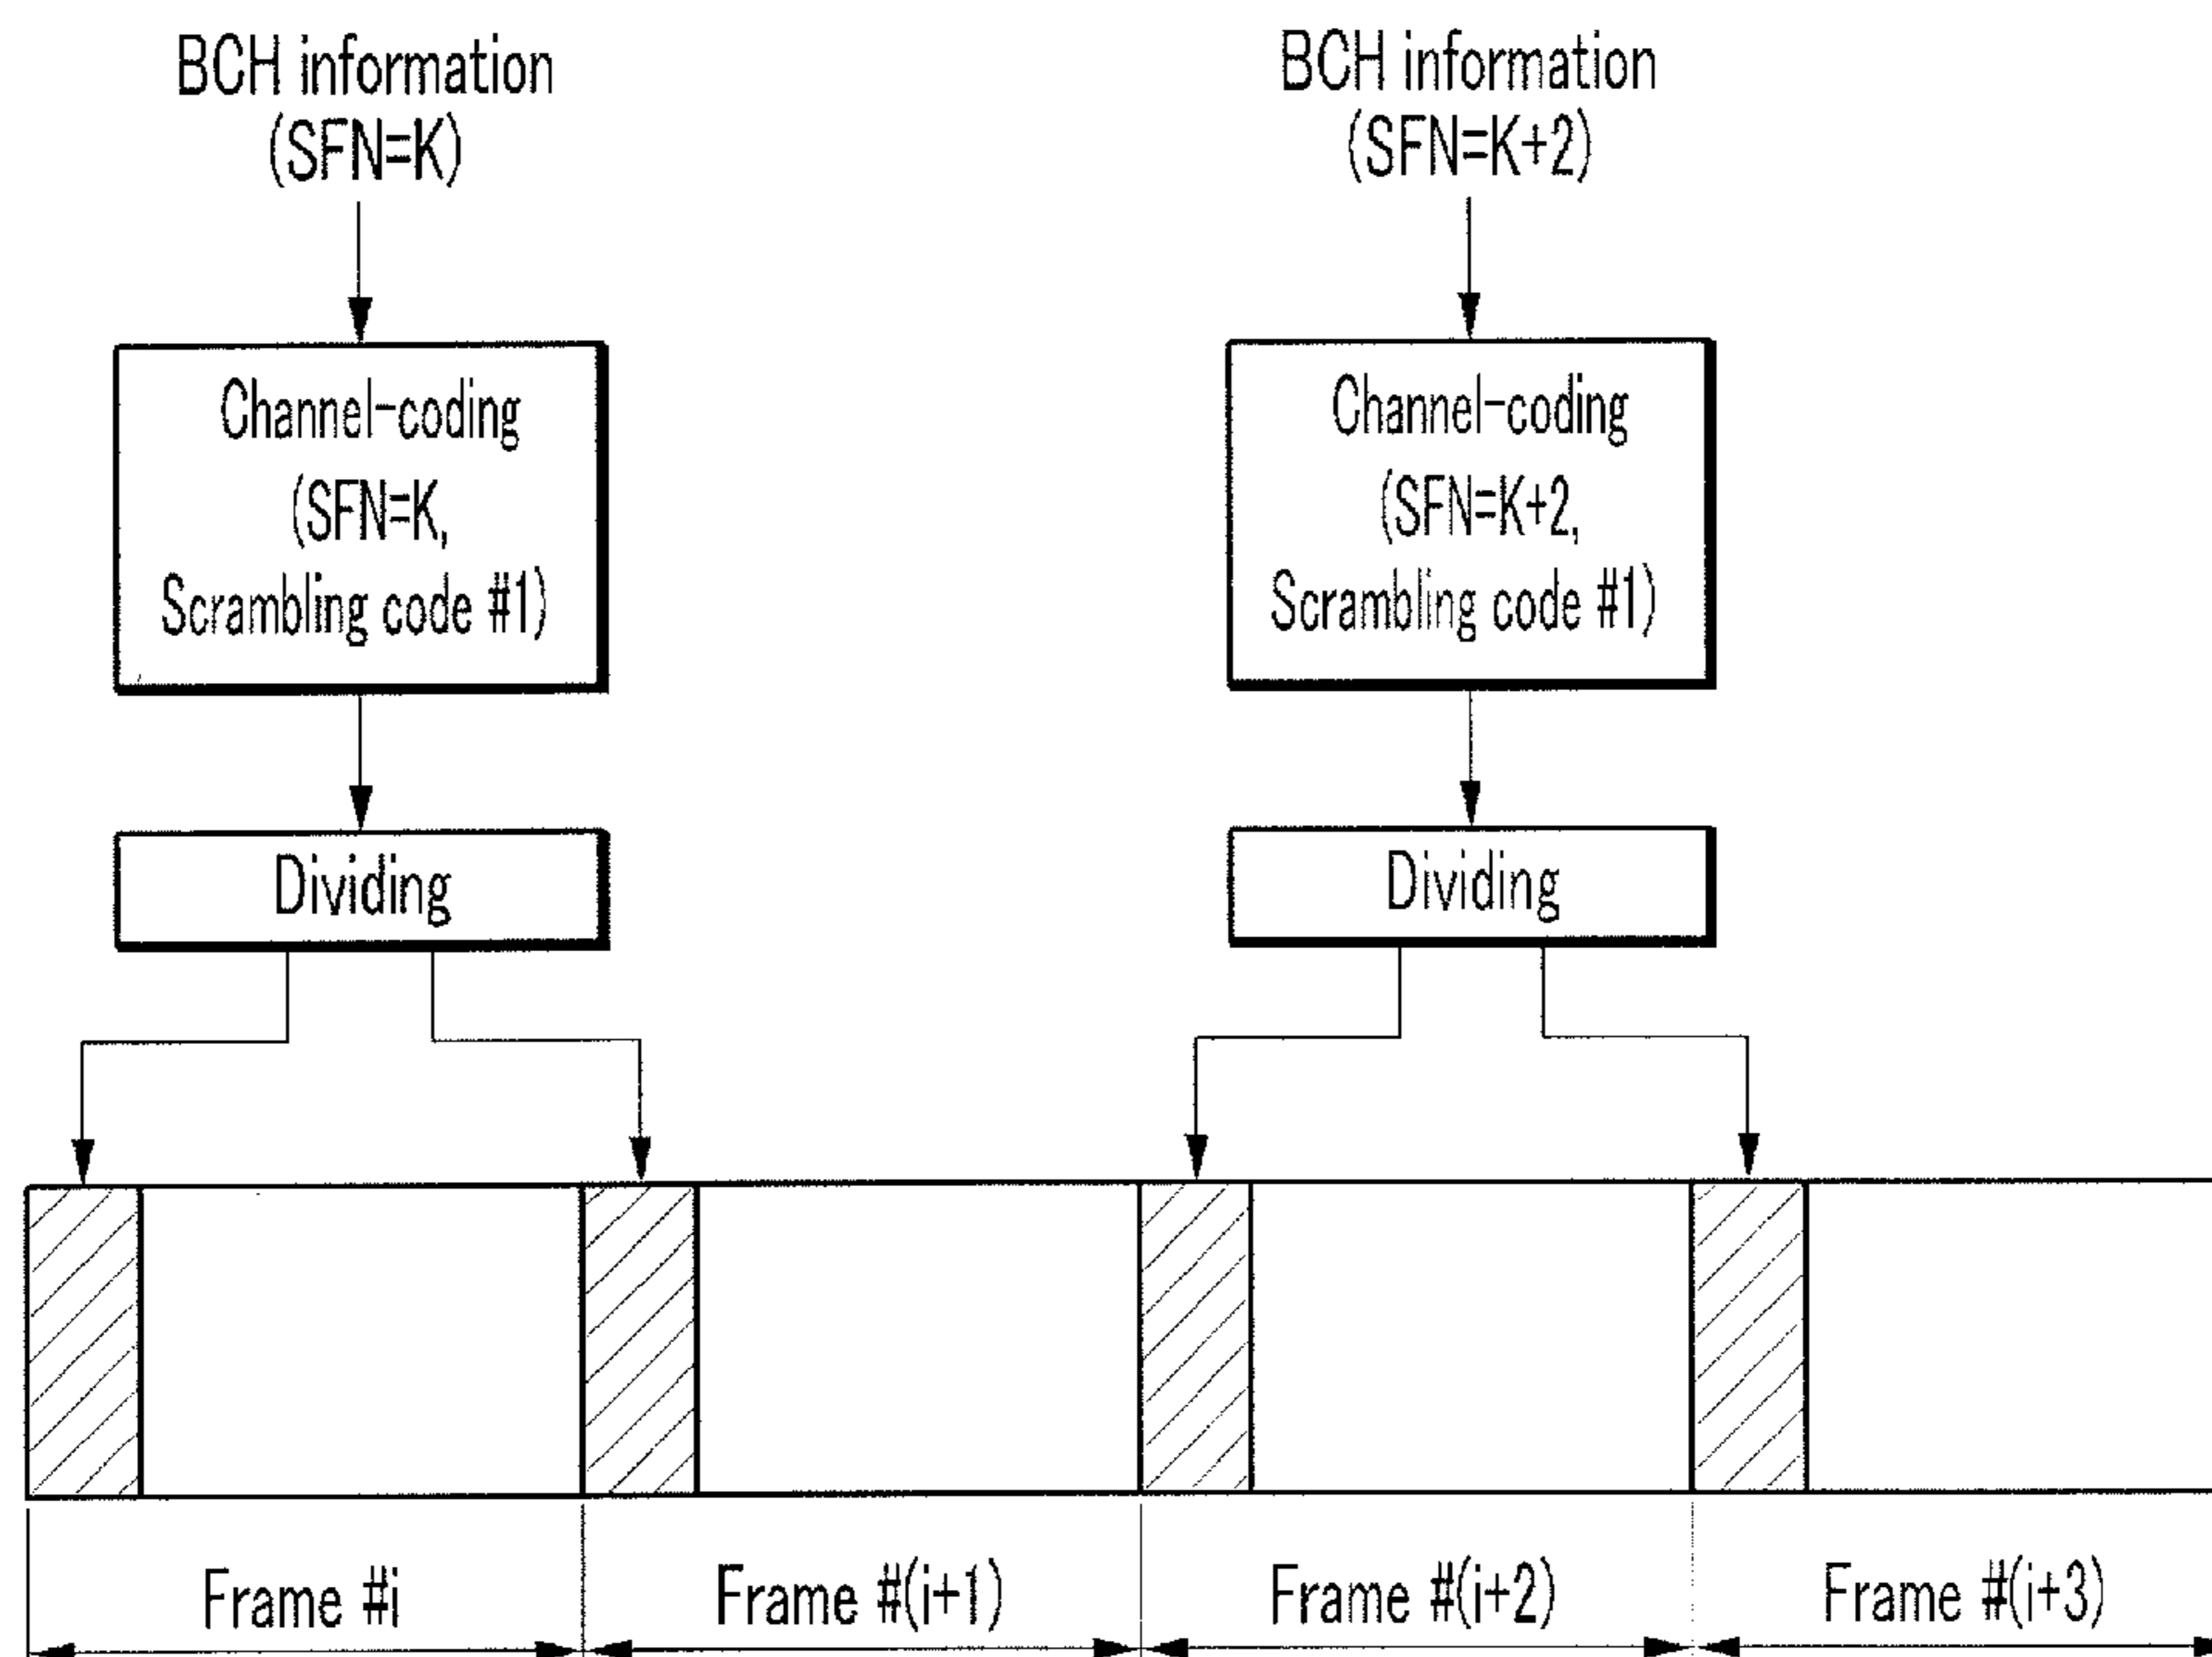 BCH information
(SFN=K)
BCH information
(SFN=K+2)
Channel-coding
(SFN=K,
Scrambling code #1)
Channel-coding
(SFN=K+2,
Scrambling code #1)
Dividing
Dividing
Frame #i
Frame #(i+1)
Frame #(i+2)
Frame #(i+3)